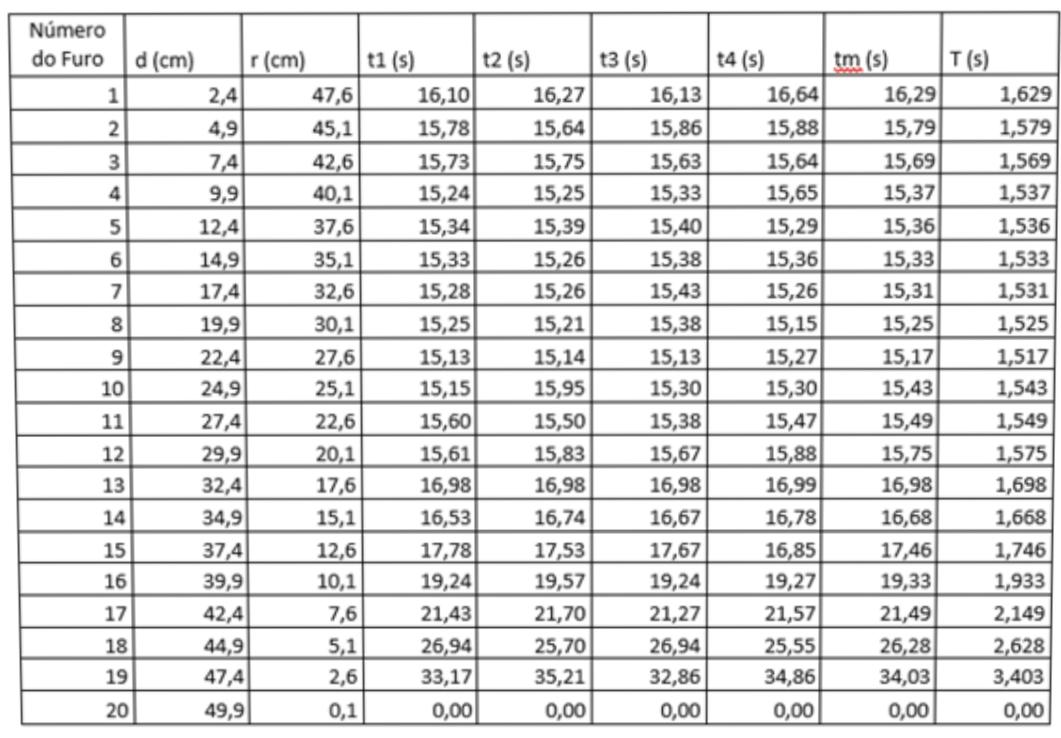 Número do Furo d (cm) r (cm) t1 (s) t2 (s) t3 (s) t4 (s) tm (s) T (s)
1 2,4 47,6 16,10 16,27 16,13 16,64 16,29 1,629
2 4,9 45,1 15,78 15,64 15,86 15,88 15,79 1,579
3 7,4 42,6 15,73 15,75 15,63 15,64 15,69 1,569
4 9,9 40,1 15,24 15,25 15,33 15,65 15,37 1,537
5 12,4 37,6 15,34 15,39 15,40 15,29 15,36 1,536
6 14,9 35,1 15,33 15,26 15,38 15,36 15,33 1,533
7 17,4 32,6 15,28 15,26 15,43 15,26 15,31 1,531
8 19,9 30,1 15,25 15,21 15,38 15,15 15,25 1,525
9 22,4 27,6 15,13 15,14 15,13 15,27 15,17 1,517
10 24,9 25,1 15,15 15,95 15,30 15,30 15,43 1,543
11 27,4 22,6 15,60 15,50 15,38 15,47 15,49 1,549
12 29,9 20,1 15,61 15,83 15,67 15,88 15,75 1,575
13 32,4 17,6 16,98 16,98 16,98 16,99 16,98 1,698
14 34,9 15,1 16,53 16,74 16,67 16,78 16,68 1,668
15 37,4 12,6 17,78 17,53 17,67 16,85 17,46 1,746
16 39,9 10,1 19,24 19,57 19,24 19,27 19,33 1,933
17 42,4 7,6 21,43 21,70 21,27 21,57 21,49 2,149
18 44,9 5,1 26,94 25,70 26,94 25,55 26,28 2,628
19 47,4 2,6 33,17 35,21 32,86 34,86 34,03 3,403
20 49,9 0,1 0,00 0,00 0,00 0,00 0,00 0,00